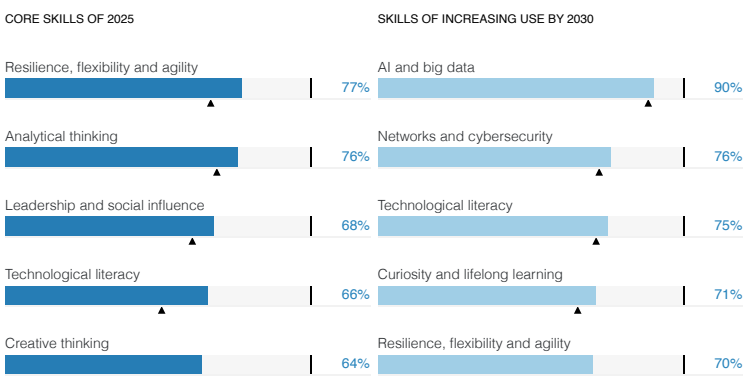 CORE SKILLS OF 2025
Resilience, flexibility and agility
77%
Analytical thinking
76%
Leadership and social influence
68%
Technological literacy
66%
Creative thinking
64%
SKILLS OF INCREASING USE BY 2030
AI and big data
90%
Networks and cybersecurity
76%
Technological literacy
75%
Curiosity and lifelong learning
71%
Resilience, flexibility and agility
70%